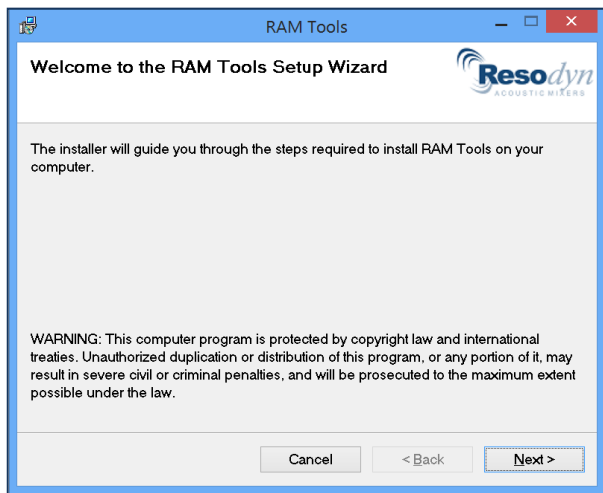 RAM Tools
Welcome to the RAM Tools Setup Wizard
Resodyn
ACOUSTIC MIXERS
The installer will guide you through the steps required to install RAM Tools on your
computer.
WARNING: This computer program is protected by copyright law and international
treaties. Unauthorized duplication or distribution of this program, or any portion of it, may
result in severe civil or criminal penalties, and will be prosecuted to the maximum extent
possible under the law.
Cancel < Back Next >